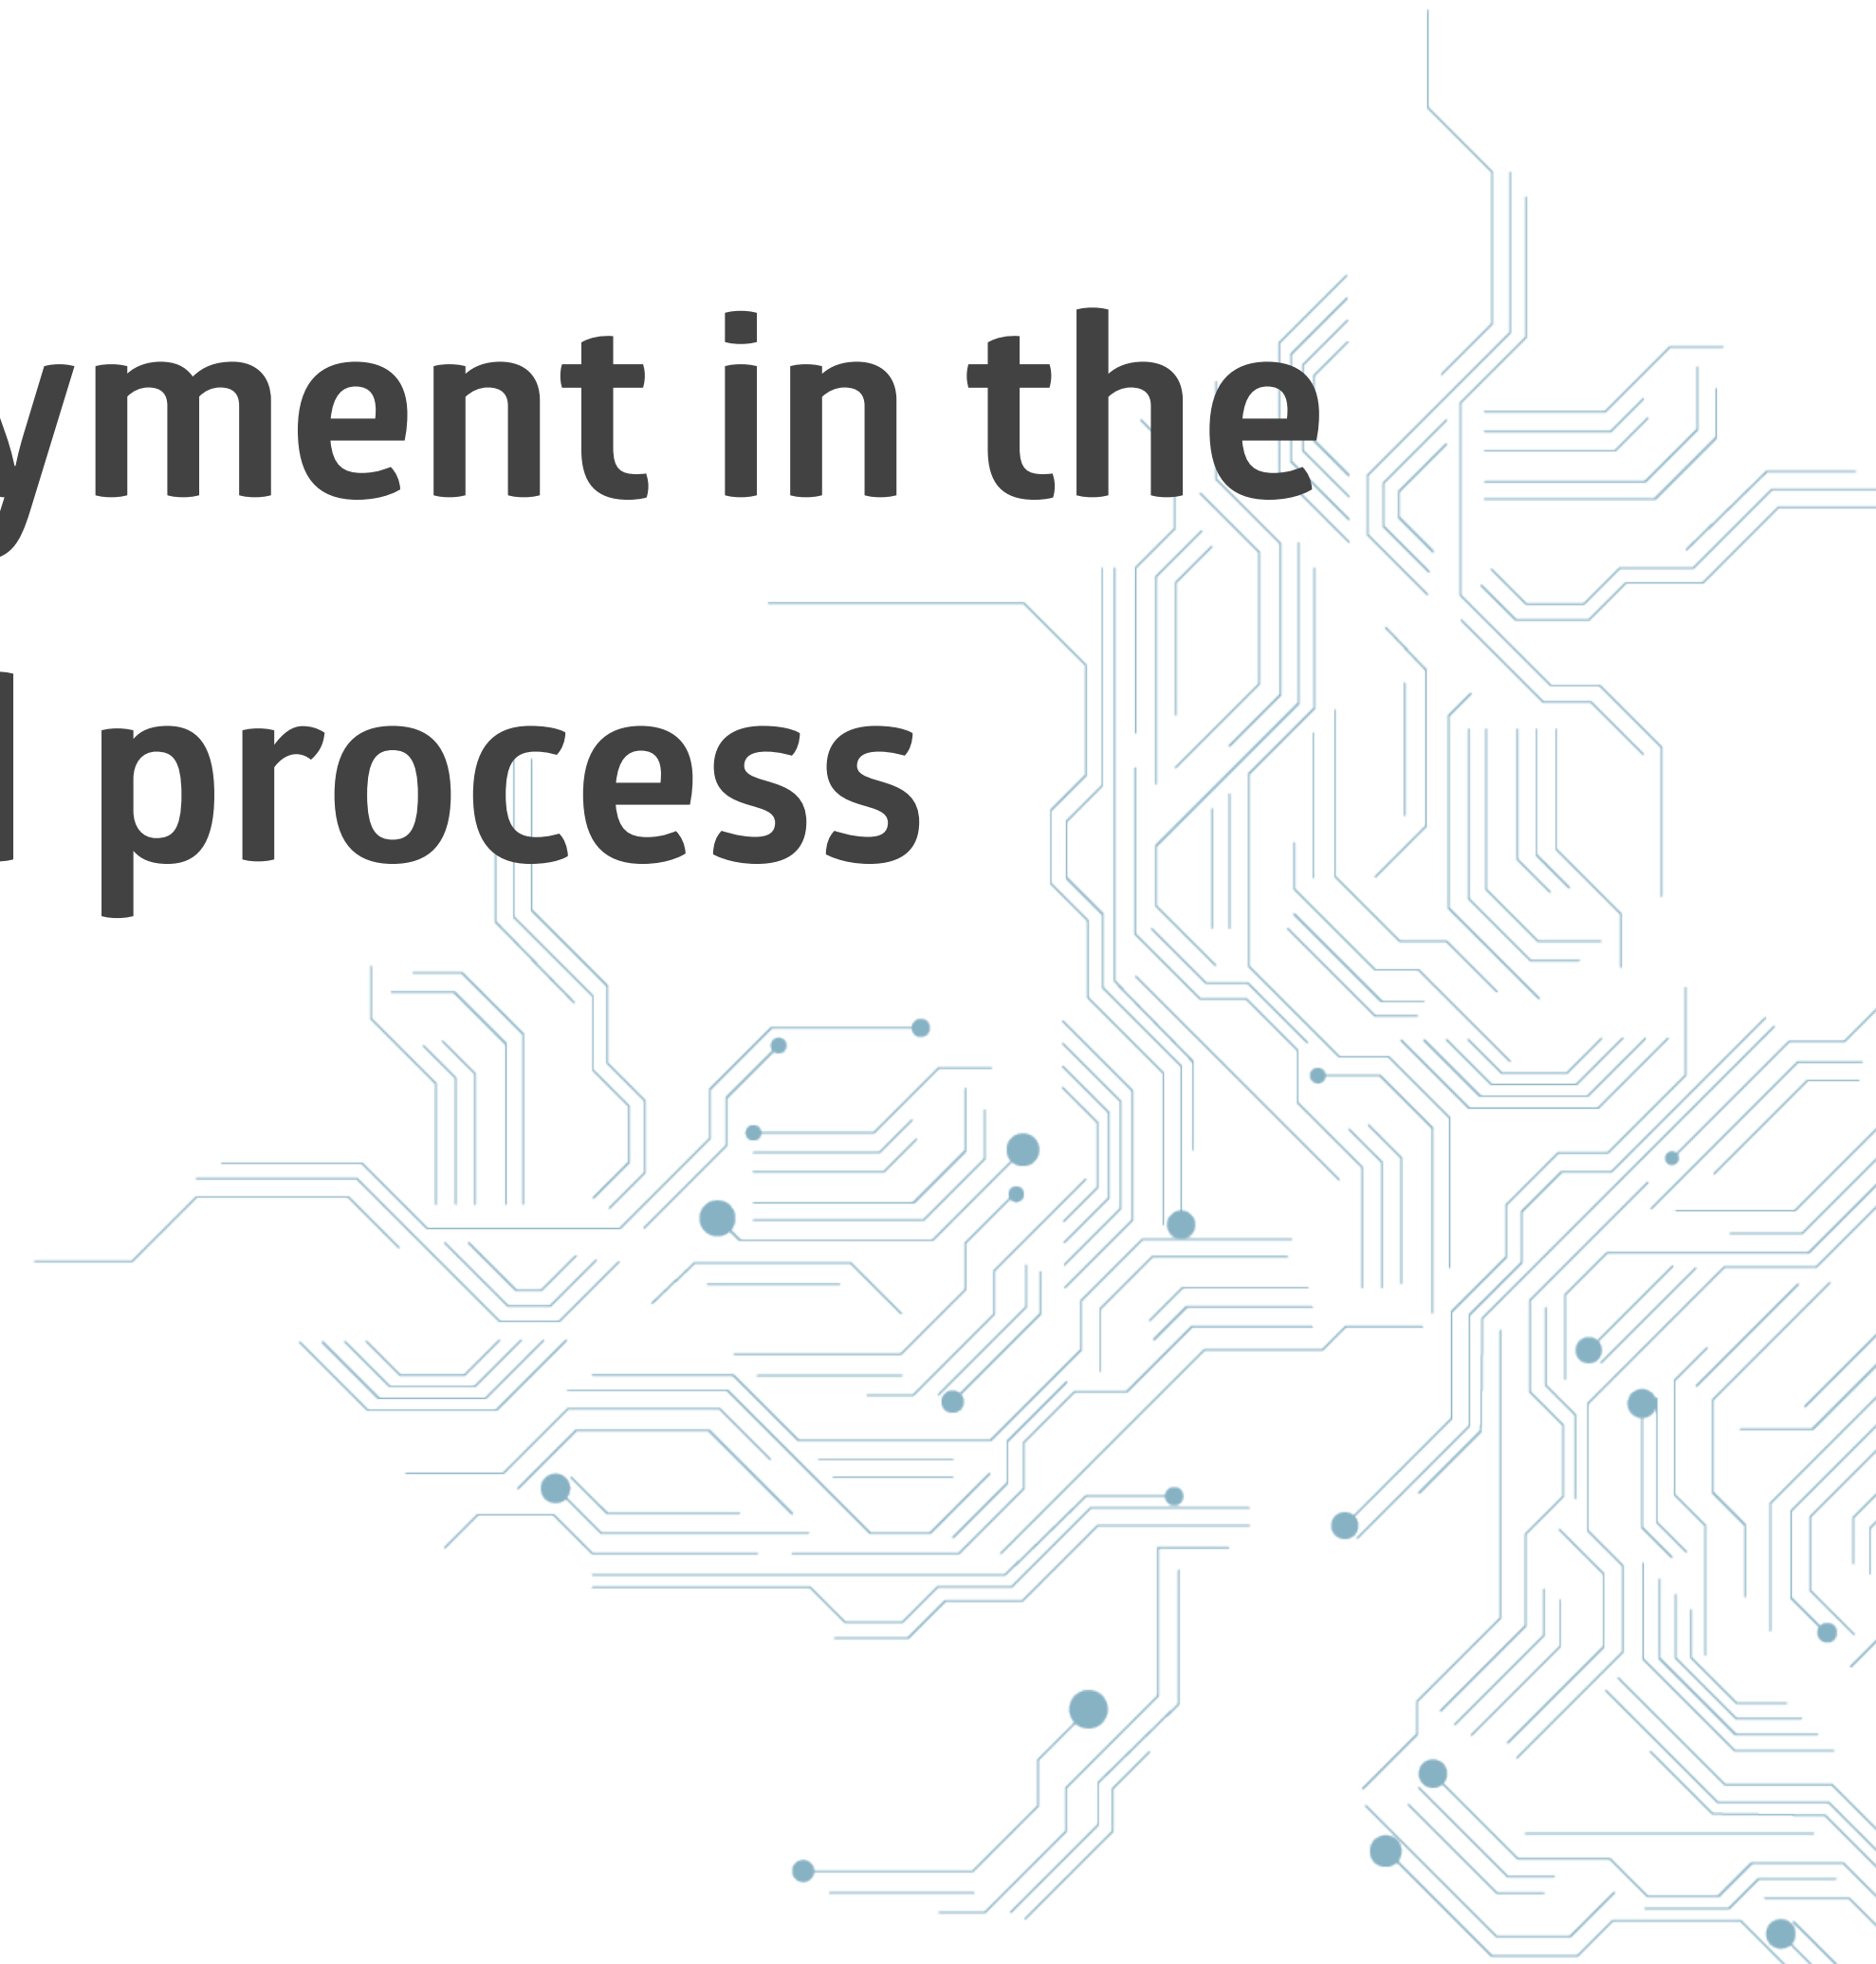 yment in the
process